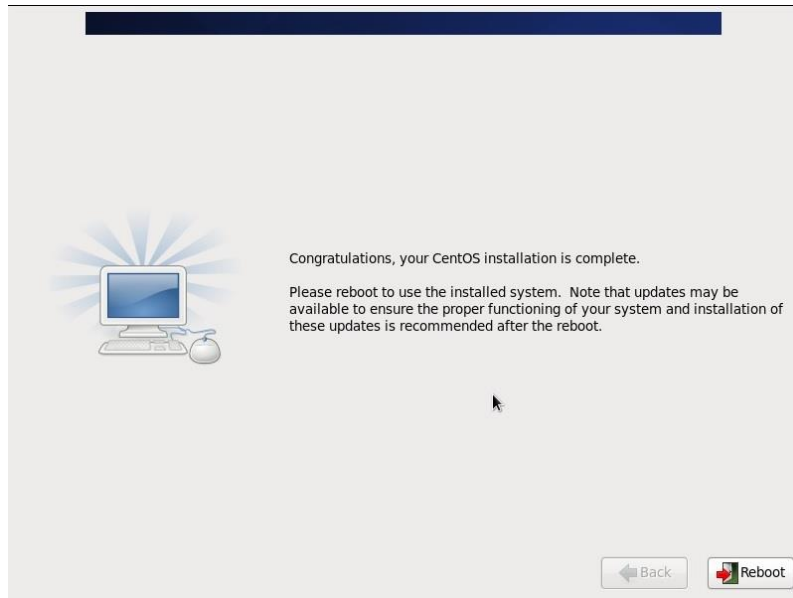 Congratulations, your CentOS installation is complete.
Please reboot to use the installed system.  Note that updates may be
available to ensure the proper functioning of your system and installation of
these updates is recommended after the reboot.
Back
Reboot